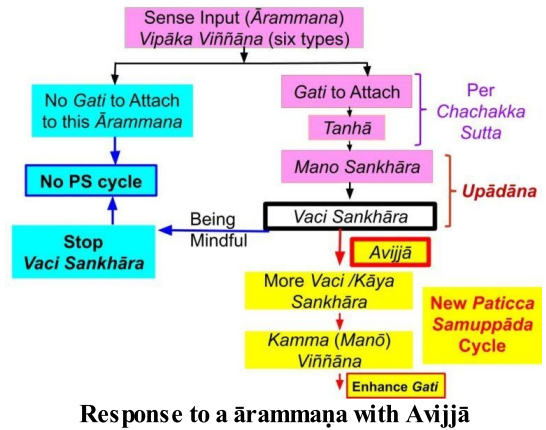 Sense Input (Ārammana)
Vipāka Viññāna (six types)
No Gati to Attach
to this Ārammana
Gati to Attach
Tanhā
Per
Chachakka
Sutta
No PS cycle
Mano Sankhāra
Upādāna
Vaci Sankhāra
Being
Mindful
Stop
Vaci Sankhāra
Avijjā
More Vaci /Kāya
Sankhāra
New Paticca
Samuppāda
Cycle
Kamma (Manō)
Viññāna
Enhance Gati
Response to a ārammaṇa with Avijjā